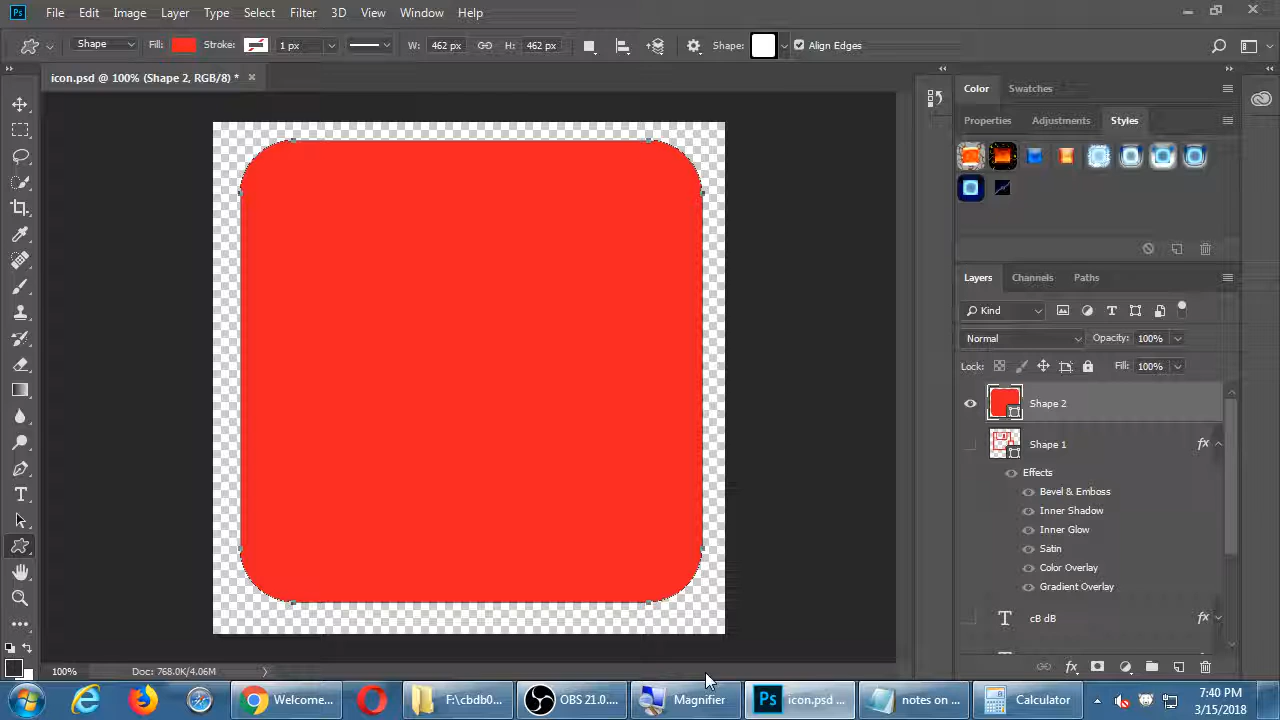 Ps File Edit Image Layer Type Select Filter 3D View Window Help
Shape Fill: Stroke: 1 px W: 462 px H: 462 px Shape: Align Edges
icon.psd @ 100% (Shape 2, RGB/8) *
Color Swatches
Properties Adjustments Styles
Layers Channels Paths
Kind
Normal Opacity:
Lock: Fill: 100%
Shape 2
Shape 1 fx
Effects
Bevel & Emboss
Inner Shadow
Inner Glow
Satin
Color Overlay
Gradient Overlay
T cB dB fx
100% Doc: 768.0K/4.06M
fx
Welcome... F:\cbdb0... OBS 21.0.... Magnifier Ps icon.psd ... notes on ... Calculator
7:40 PM
3/15/2018